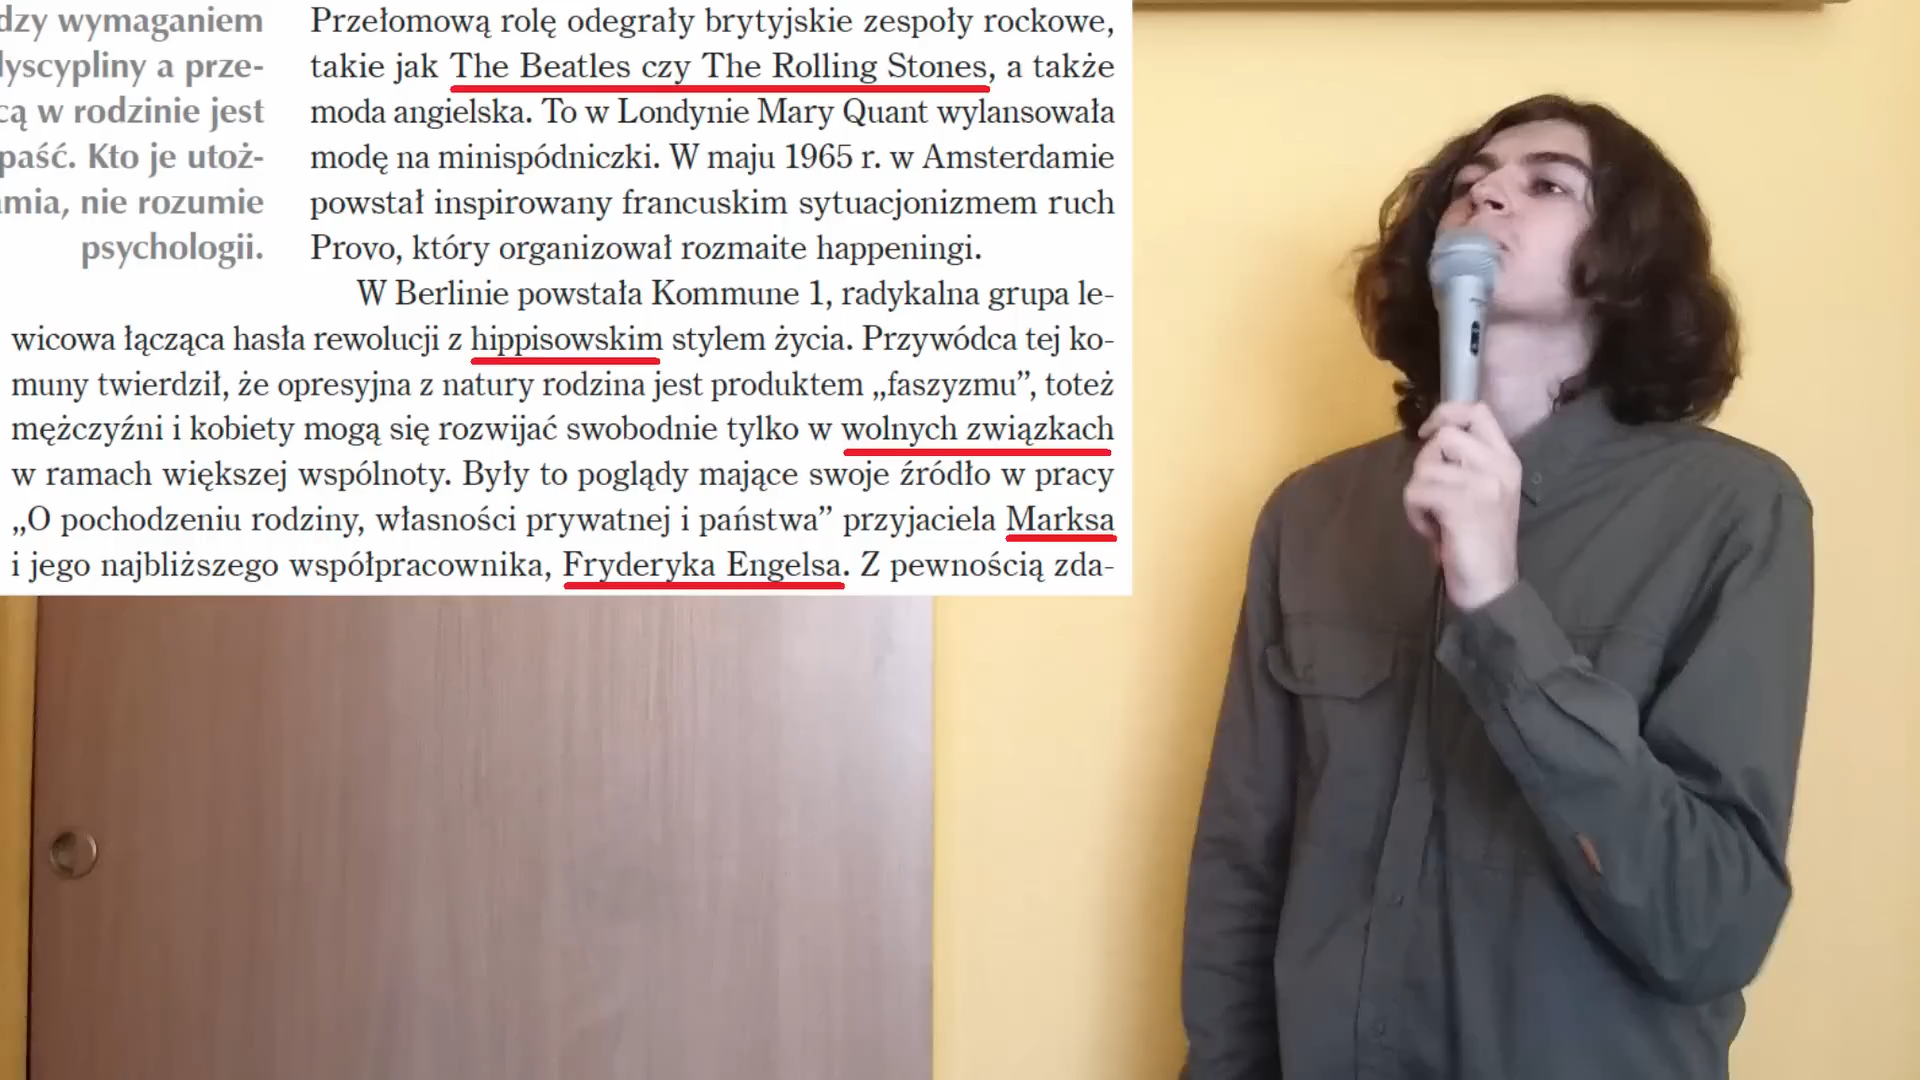 dzy wymaganiem
dyscypliny a prze-
cą w rodzinie jest
paść. Kto je utoż-
amia, nie rozumie
psychologii.
Przełomową rolę odegrały brytyjskie zespoły rockowe,
takie jak The Beatles czy The Rolling Stones, a także
moda angielska. To w Londynie Mary Quant wylansowała
modę na minispódniczki. W maju 1965 r. w Amsterdamie
powstał inspirowany francuskim sytuacjonizmem ruch
Provo, który organizował rozmaite happeningi.
W Berlinie powstała Kommune 1, radykalna grupa le-
wicowa łącząca hasła rewolucji z hippisowskim stylem życia. Przywódca tej ko-
muny twierdził, że opresyjna z natury rodzina jest produktem „faszyzmu”, toteż
mężczyźni i kobiety mogą się rozwijać swobodnie tylko w wolnych związkach
w ramach większej wspólnoty. Były to poglądy mające swoje źródło w pracy
„O pochodzeniu rodziny, własności prywatnej i państwa” przyjaciela Marksa
i jego najbliższego współpracownika, Fryderyka Engelsa. Z pewnością zda-